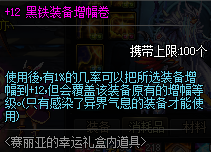 +12 黑铁装备增幅卷
携带上限100个
使用後,有1%的几率可以把所选装备增
幅到+12,但会覆盖该装备原有的增幅等
级。(只有感染了异界气息的装备才能使
用)
<赛丽亚的幸运礼盒内道具>